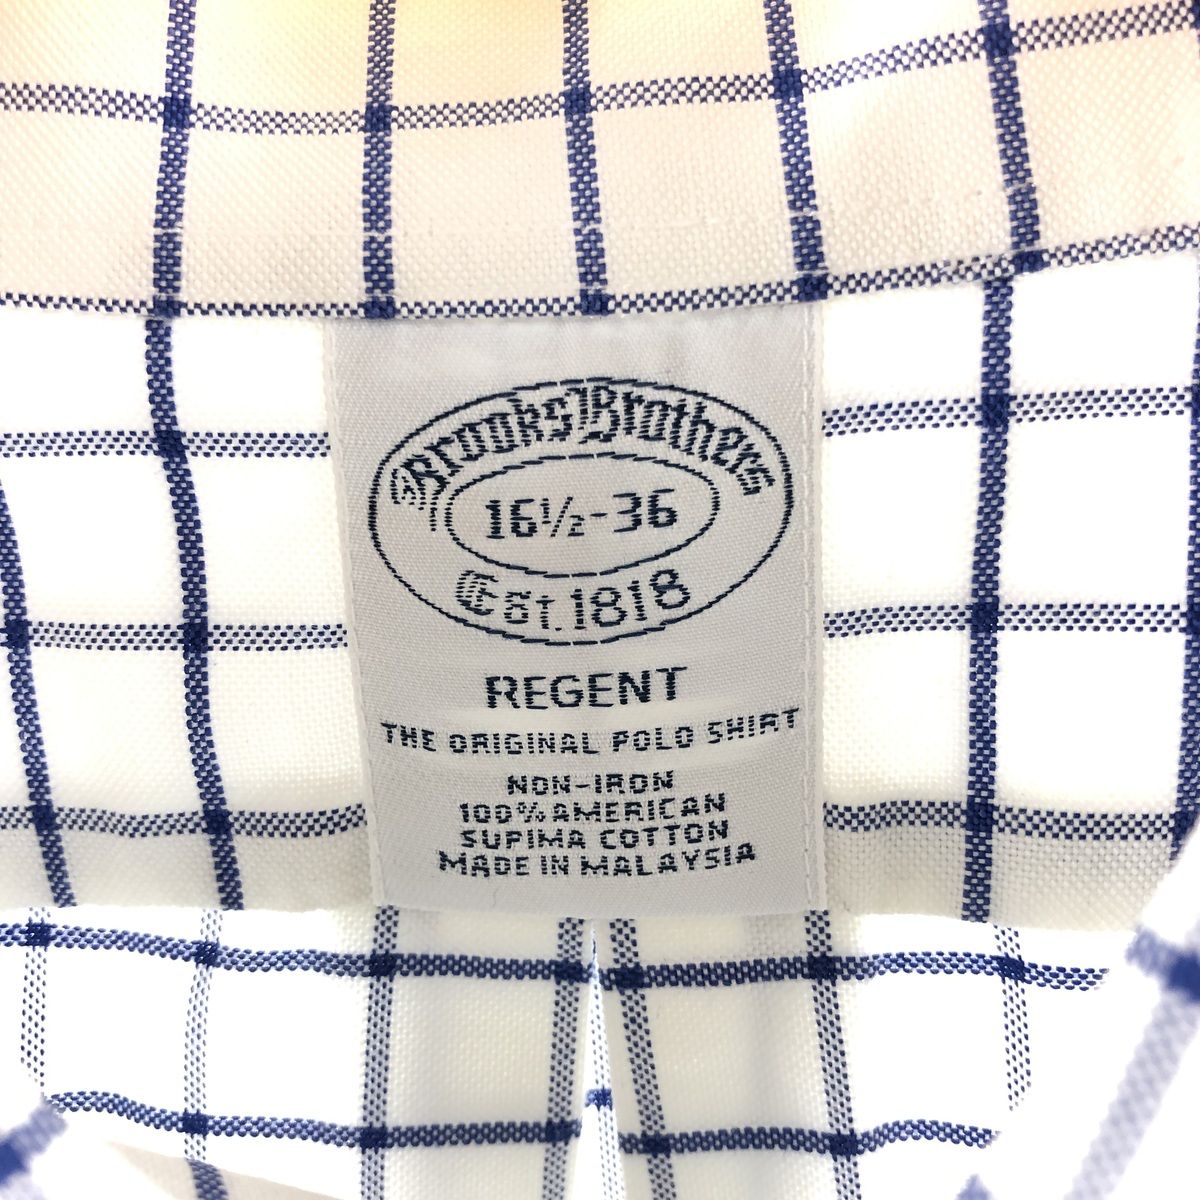 Brooks Brothers
16½-36
Est. 1818
REGENT
THE ORIGINAL POLO SHIRT
NON-IRON
100% AMERICAN
SUPIMA COTTON
MADE IN MALAYSIA